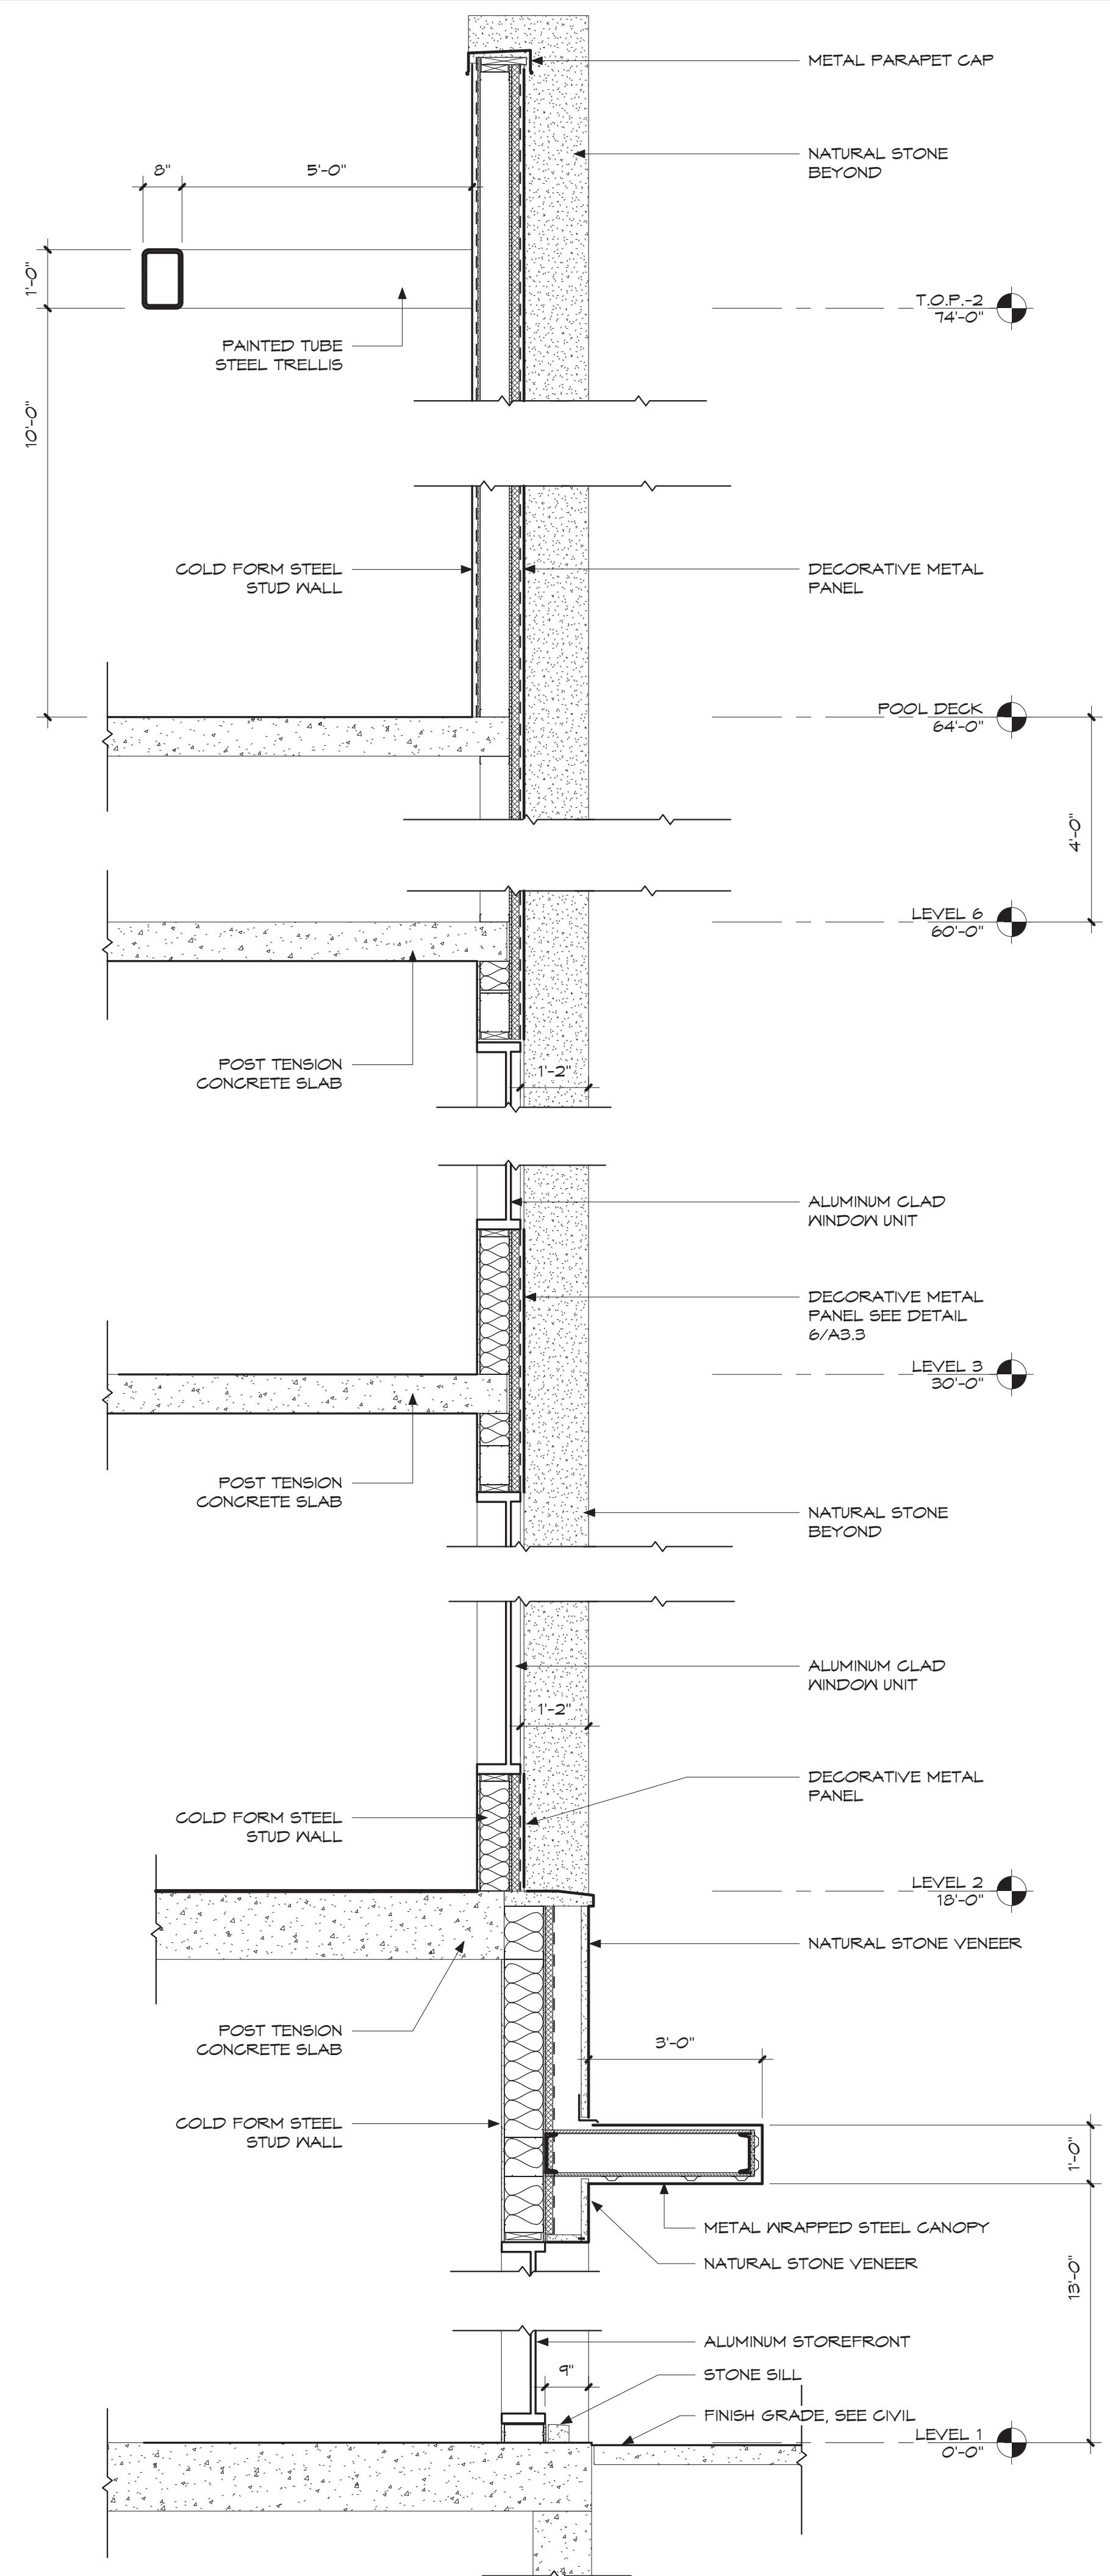 METAL PARAPET CAP
NATURAL STONE
BEYOND
8"
5'-0"
1'-0"
T.O.P.-2
74'-0"
PAINTED TUBE
STEEL TRELLIS
10'-0"
COLD FORM STEEL
STUD WALL
DECORATIVE METAL
PANEL
POOL DECK
64'-0"
4'-0"
LEVEL 6
60'-0"
POST TENSION
CONCRETE SLAB
1'-2"
ALUMINUM CLAD
WINDOW UNIT
DECORATIVE METAL
PANEL SEE DETAIL
6/A3.3
LEVEL 3
30'-0"
POST TENSION
CONCRETE SLAB
NATURAL STONE
BEYOND
ALUMINUM CLAD
WINDOW UNIT
1'-2"
DECORATIVE METAL
PANEL
COLD FORM STEEL
STUD WALL
LEVEL 2
18'-0"
NATURAL STONE VENEER
POST TENSION
CONCRETE SLAB
3'-0"
COLD FORM STEEL
STUD WALL
1'-0"
METAL WRAPPED STEEL CANOPY
NATURAL STONE VENEER
13'-0"
ALUMINUM STOREFRONT
9"
STONE SILL
FINISH GRADE, SEE CIVIL
LEVEL 1
0'-0"